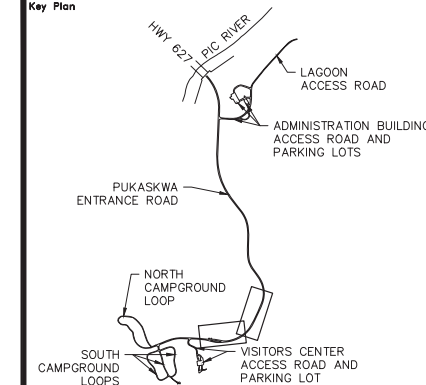 Key Plan
HWY 627
PIC RIVER
LAGOON
ACCESS ROAD
ADMINISTRATION BUILDING
ACCESS ROAD AND
PARKING LOTS
PUKASKWA
ENTRANCE ROAD
NORTH
CAMPGROUND
LOOP
SOUTH
CAMPGROUND
LOOPS
VISITORS CENTER
ACCESS ROAD AND
PARKING LOT